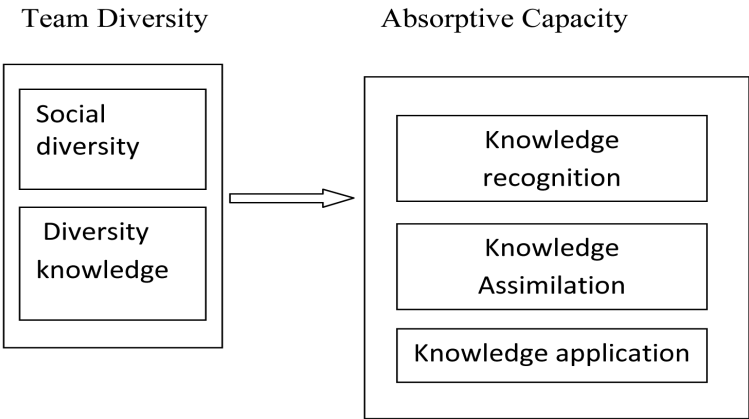 Team Diversity
Absorptive Capacity
Social
diversity
Diversity
knowledge
Knowledge
recognition
Knowledge
Assimilation
Knowledge application